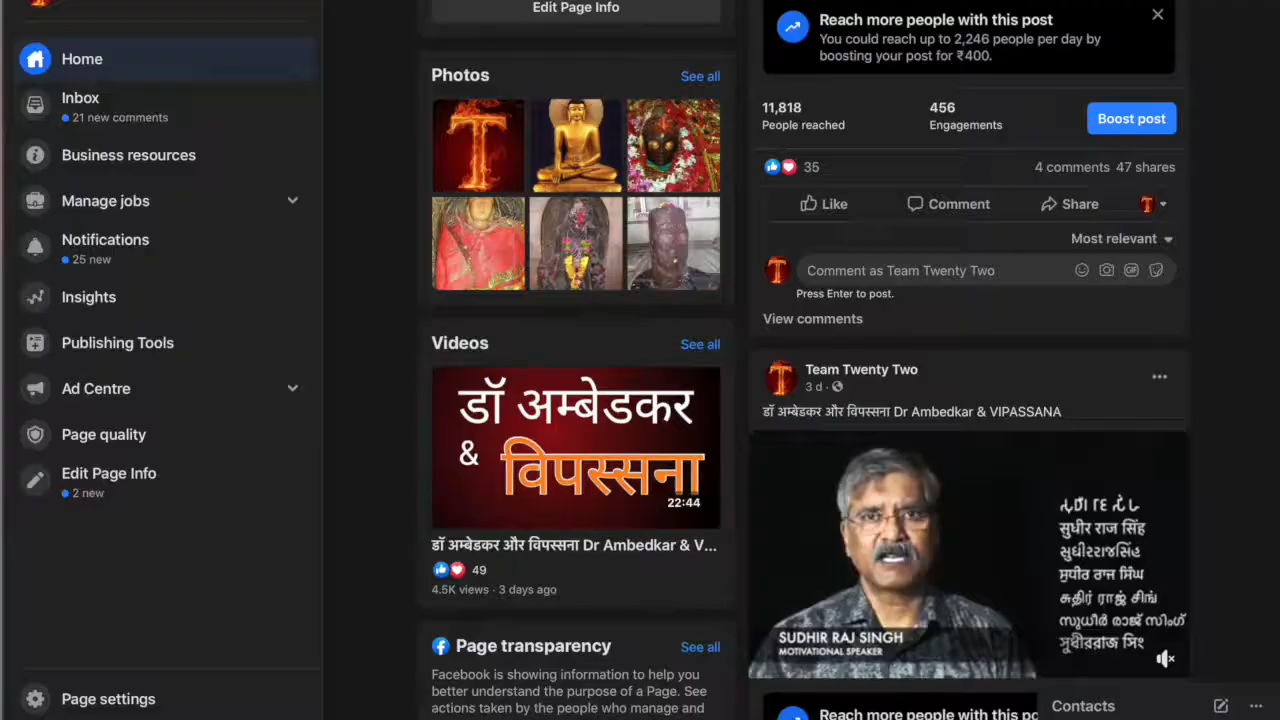 Home
Inbox
21 new comments
Business resources
Manage jobs
Notifications
25 new
Insights
Publishing Tools
Ad Centre
Page quality
Edit Page Info
2 new
Page settings
Edit Page Info
Photos
See all
T
Videos
See all
डॉ अम्बेडकर
&
विपस्सना
22:44
डॉ अम्बेडकर और विपस्सना Dr Ambedkar & V...
49
4.5K views · 3 days ago
Page transparency
See all
Facebook is showing information to help you
better understand the purpose of a Page. See
actions taken by the people who manage and
Reach more people with this post
You could reach up to 2,246 people per day by
boosting your post for ₹400.
11,818
People reached
456
Engagements
Boost post
35
4 comments 47 shares
Like
Comment
Share
Most relevant
Comment as Team Twenty Two
GIF
Press Enter to post.
View comments
Team Twenty Two
3 d
डॉ अम्बेडकर और विपस्सना Dr Ambedkar & VIPASSANA
सुधीर राज सिंह
સુધીરરાજસિંહ
ਸੁਧੀਰ ਰਾਜ ਸਿੰਘ
சுதிர் ராஜ் சிங்
സുധീർ രാജ് സിംഗ്
SUDHIR RAJ SINGH
MOTIVATIONAL SPEAKER
Reach more people with this po
Contacts